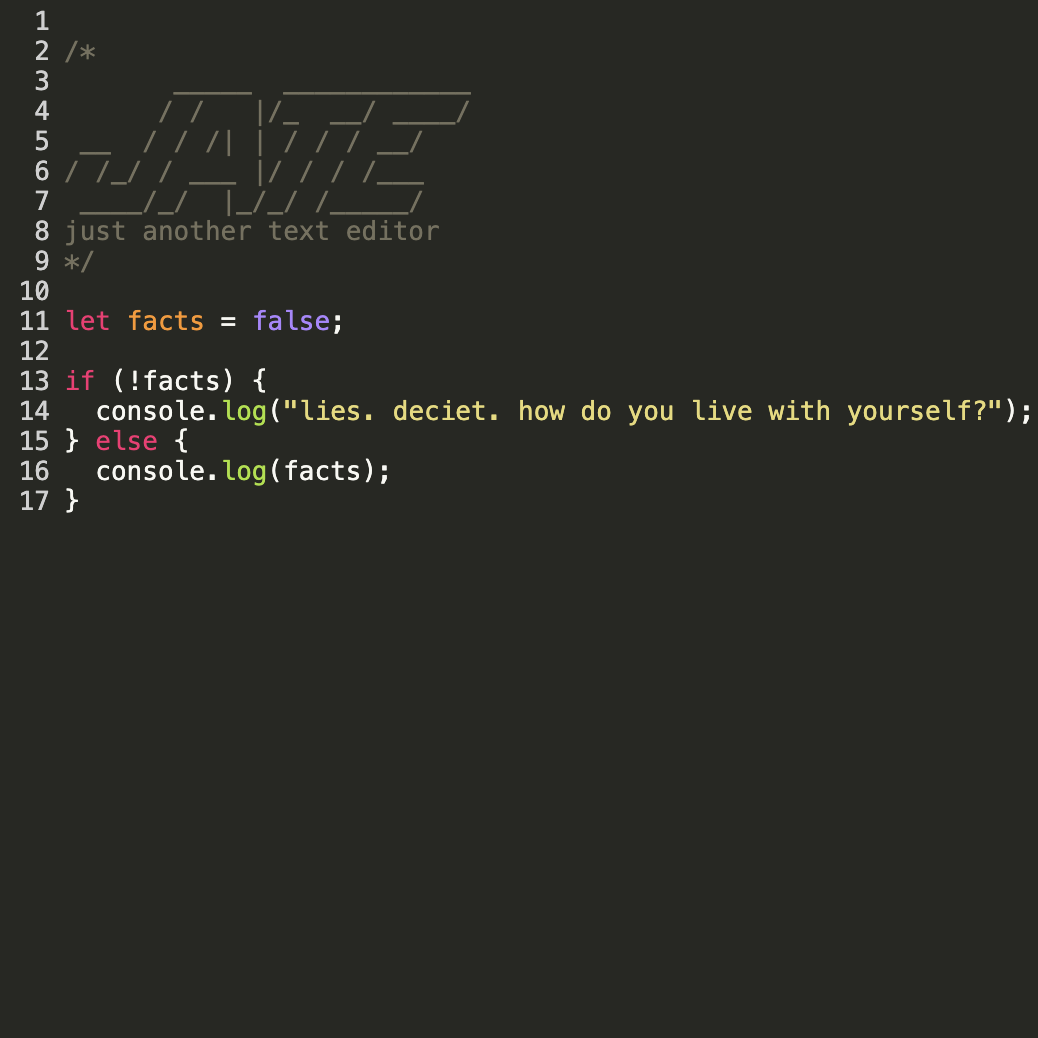 1
2 /*
3        _____  ____________
4       / /   |/_  __/ ____/
5  __  / / /| | / / / __/
6 / /_/ / ___ |/ / / /___
7  ____/_/  |_/_/ /_____/
8 just another text editor
9 */
10
11 let facts = false;
12
13 if (!facts) {
14   console.log("lies. deciet. how do you live with yourself?");
15 } else {
16   console.log(facts);
17 }